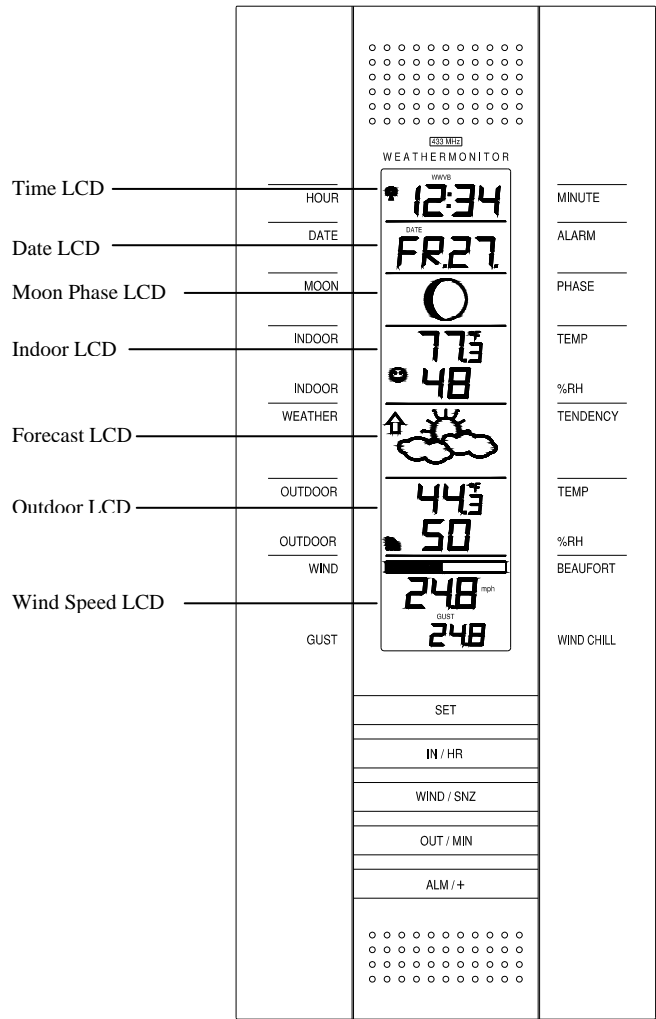 433 MHz
WEATHERMONITOR
WWVB
Time LCD HOUR 12:34 MINUTE
DATE
Date LCD DATE FR.27. ALARM
Moon Phase LCD MOON PHASE
Indoor LCD INDOOR 77.3 °F TEMP
INDOOR 48 %RH
WEATHER TENDENCY
Forecast LCD
Outdoor LCD OUTDOOR 44.3 °F TEMP
OUTDOOR 50 %RH
WIND BEAUFORT
Wind Speed LCD 24.8 mph
GUST
GUST 24.8 WIND CHILL
SET
IN / HR
WIND / SNZ
OUT / MIN
ALM / +